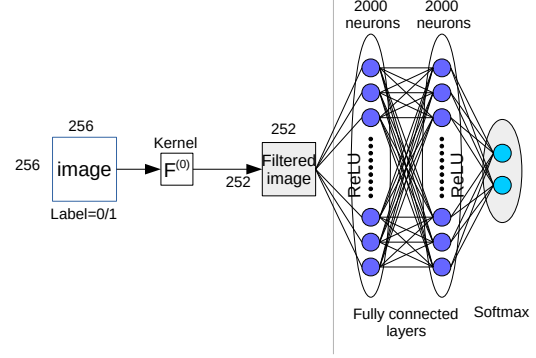 2000
neurons
2000
neurons
256
256
image
Label=0/1
Kernel
F(0)
252
252
Filtered
image
ReLU
ReLU
Fully connected
layers
Softmax